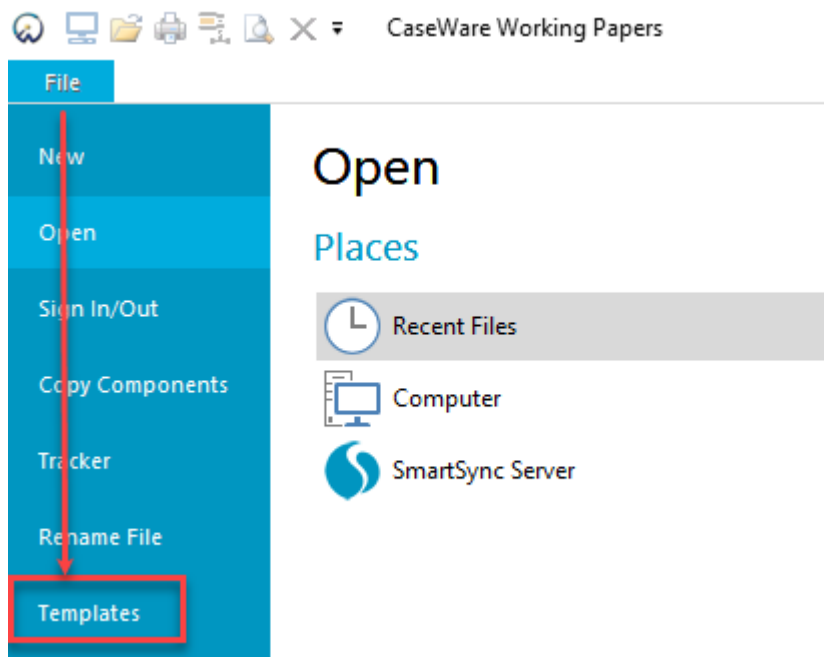 CaseWare Working Papers
File
New
Open
Sign In/Out
Copy Components
Tracker
Rename File
Templates
Open
Places
Recent Files
Computer
SmartSync Server